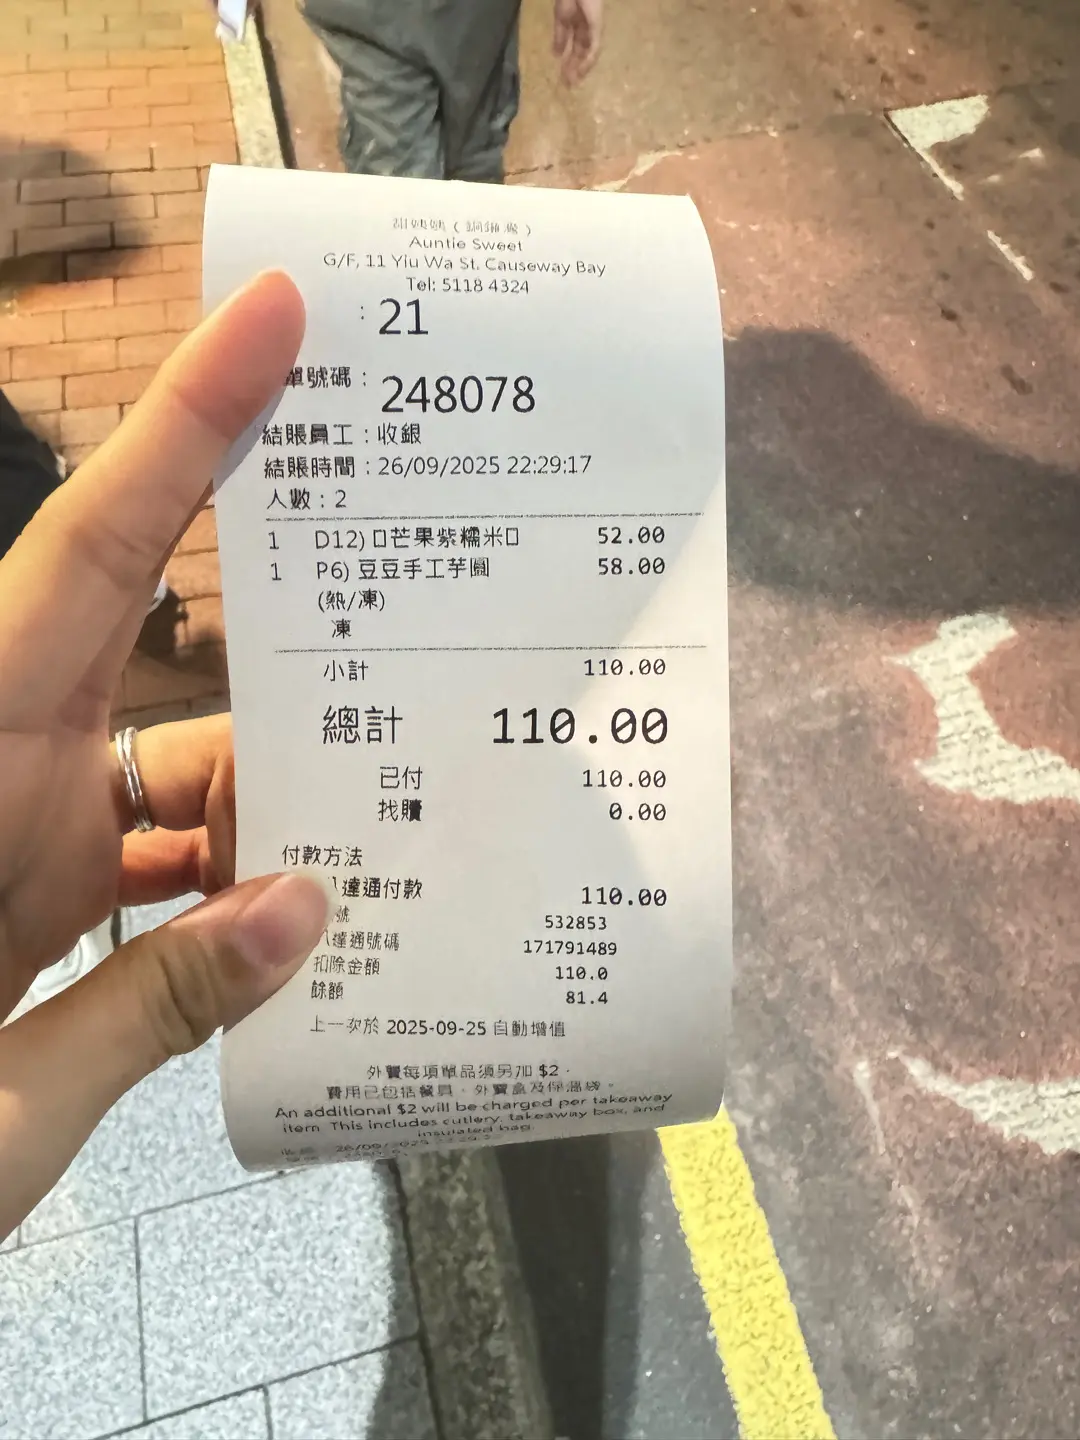 甜姨姨（銅鑼灣）
Auntie Sweet
G/F, 11 Yiu Wa St. Causeway Bay
Tel: 5118 4324
: 21
單號碼 : 248078
結賬員工 : 收銀
結賬時間 : 26/09/2025 22:29:17
人數 : 2
1 D12) □芒果紫糯米□ 52.00
1 P6) 豆豆手工芋圓 58.00
(熱/凍)
凍
小計 110.00
總計 110.00
已付 110.00
找贖 0.00
付款方法
八達通付款 110.00
號 532853
八達通號碼 171791489
扣除金額 110.0
餘額 81.4
上一次於 2025-09-25 自動增值
外賣每項單品須另加 $2。
費用已包括餐具、外賣盒及保溫袋。
An additional $2 will be charged per takeaway
item. This includes cutlery, takeaway box, and
insulated bag.
26/09/2025